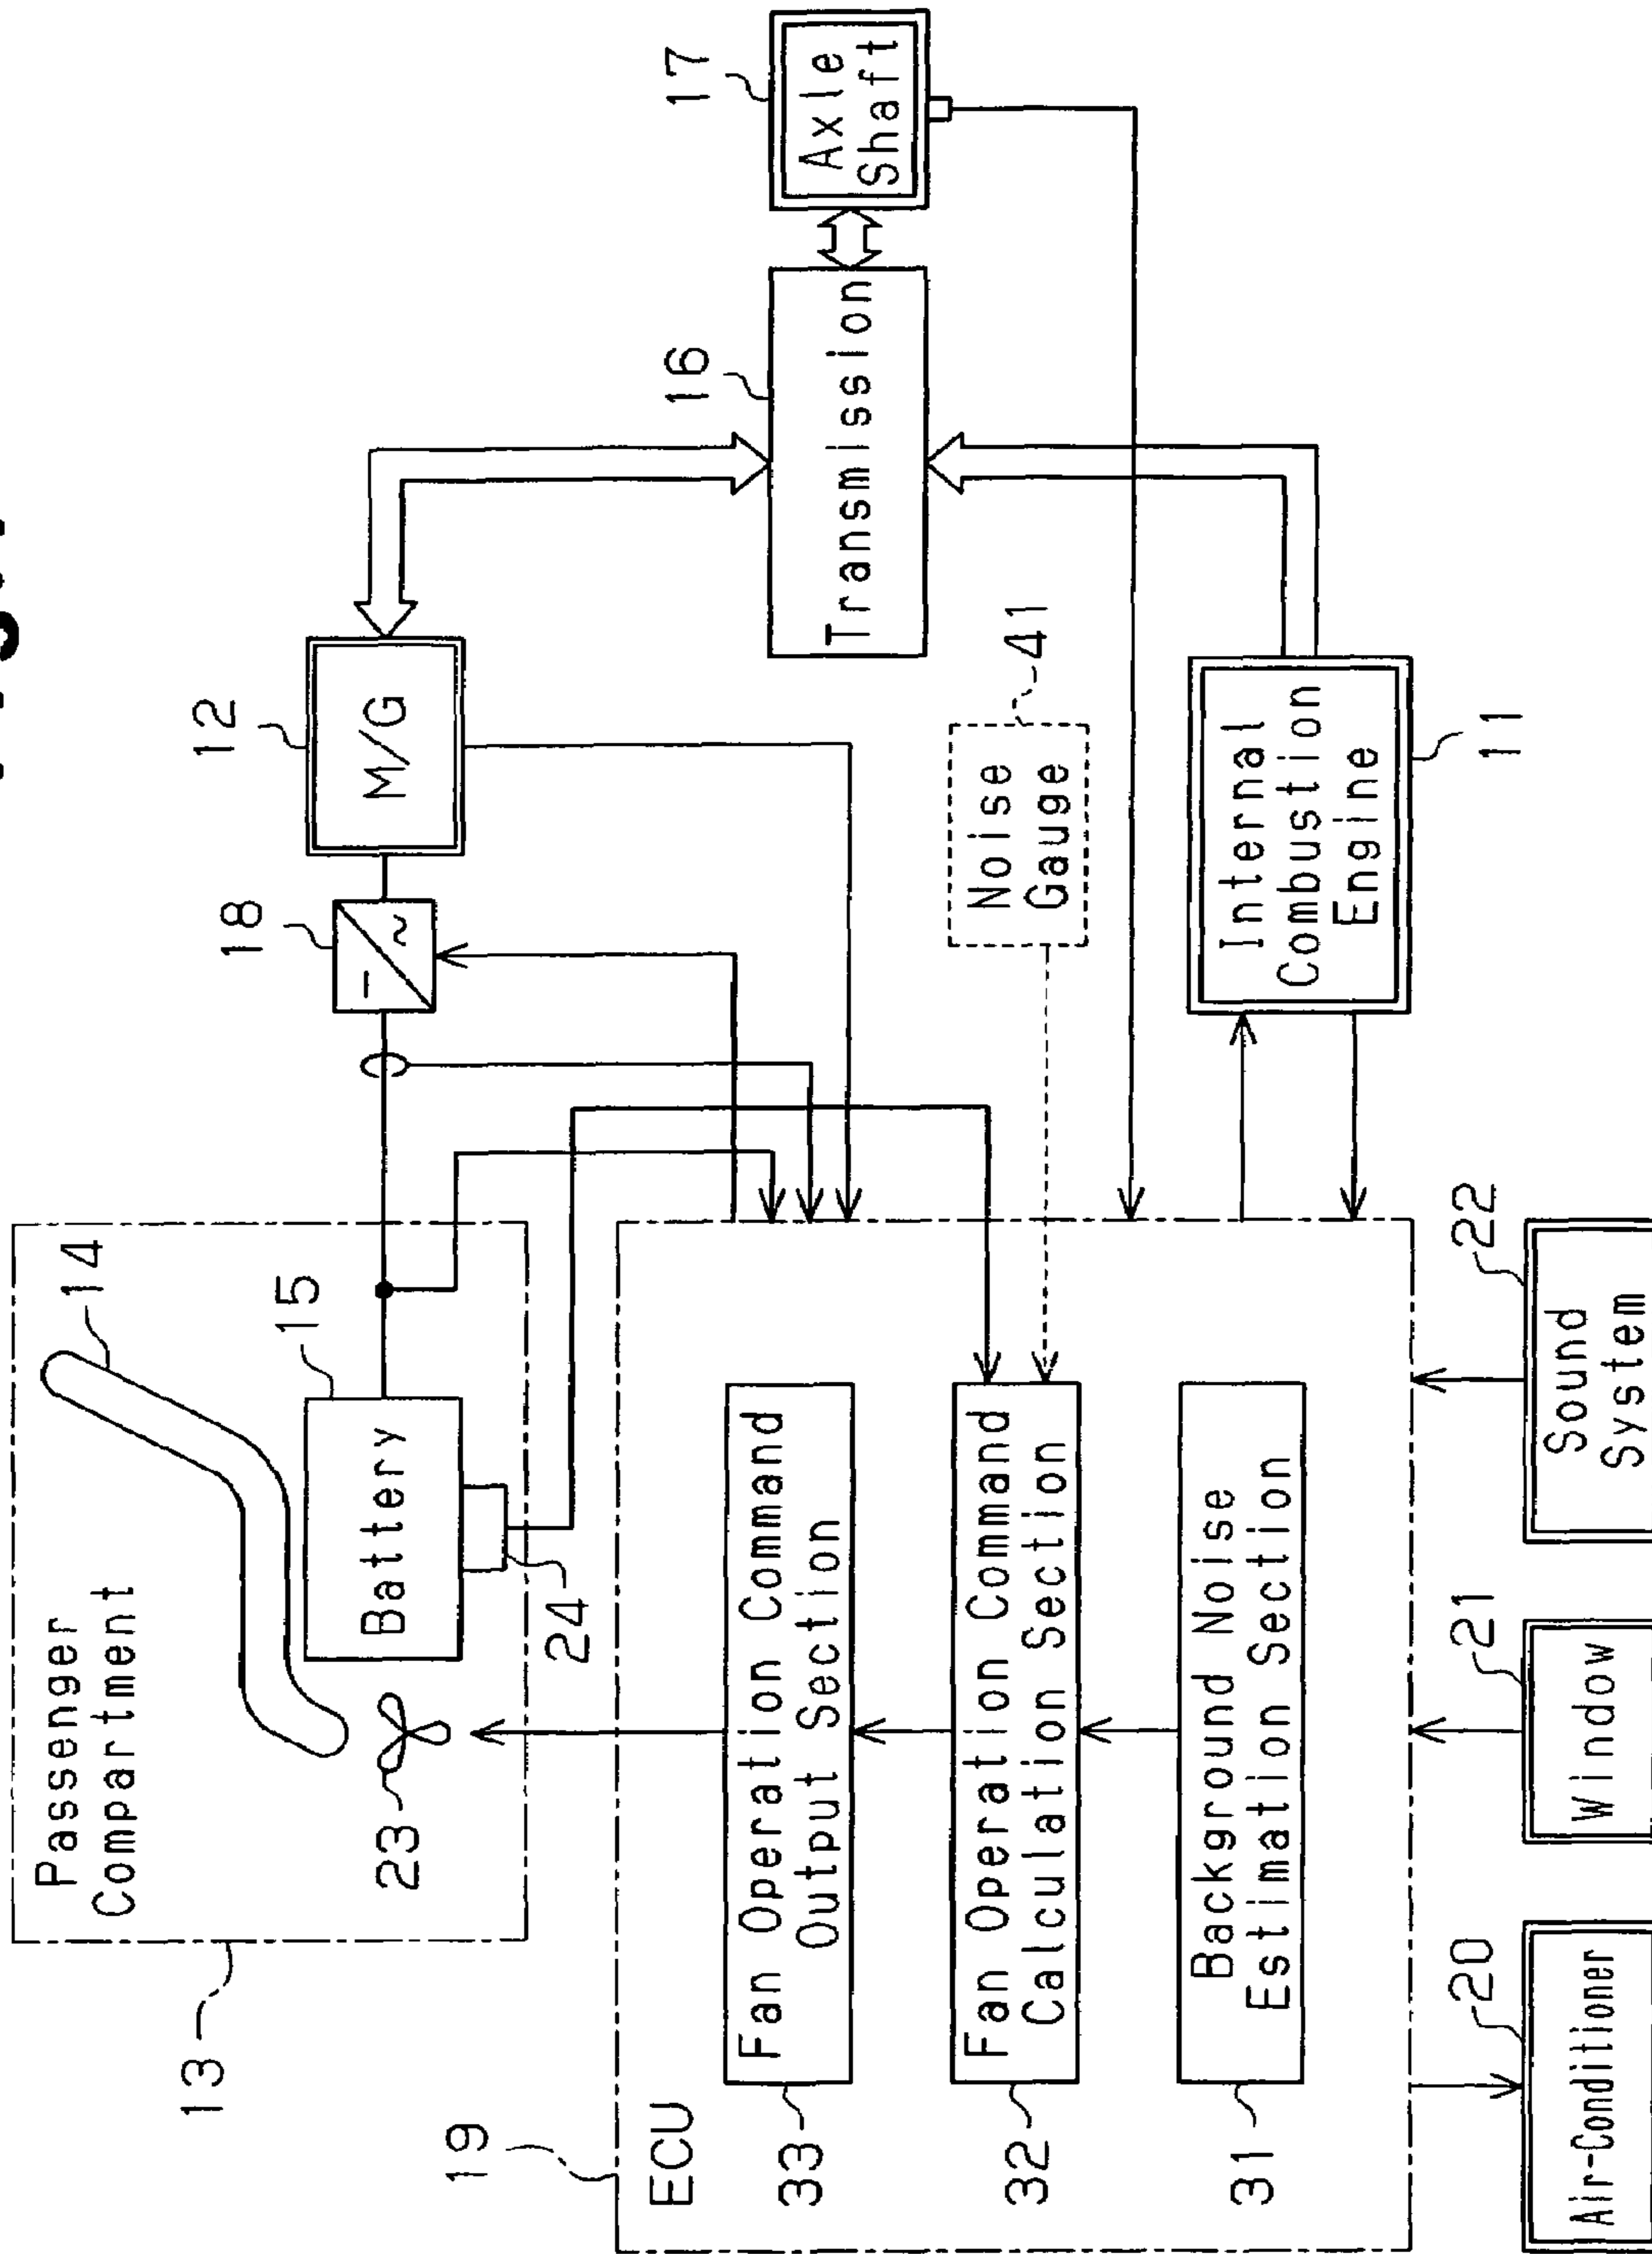 13
Passenger
Compartment
14
23
Battery
15
24
18
12
M/G
16
Transmission
17
Axle
Shaft
19
ECU
33
Fan Operation Command
Output Section
32
Fan Operation Command
Calculation Section
31
Background Noise
Estimation Section
41
Noise
Gauge
Internal
Combustion
Engine
11
20
Air-Conditioner
21
Window
22
Sound
System